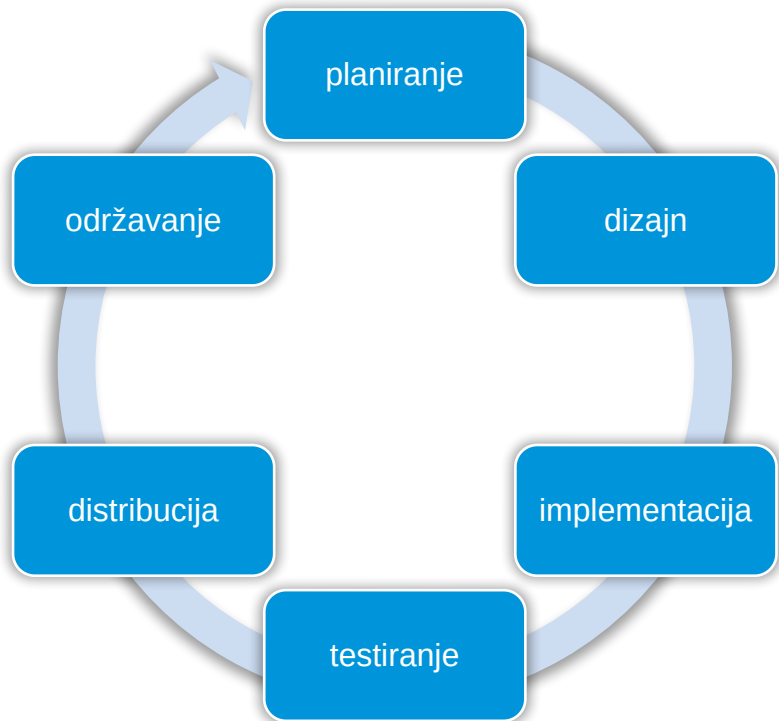 planiranje
dizajn
implementacija
testiranje
distribucija
održavanje